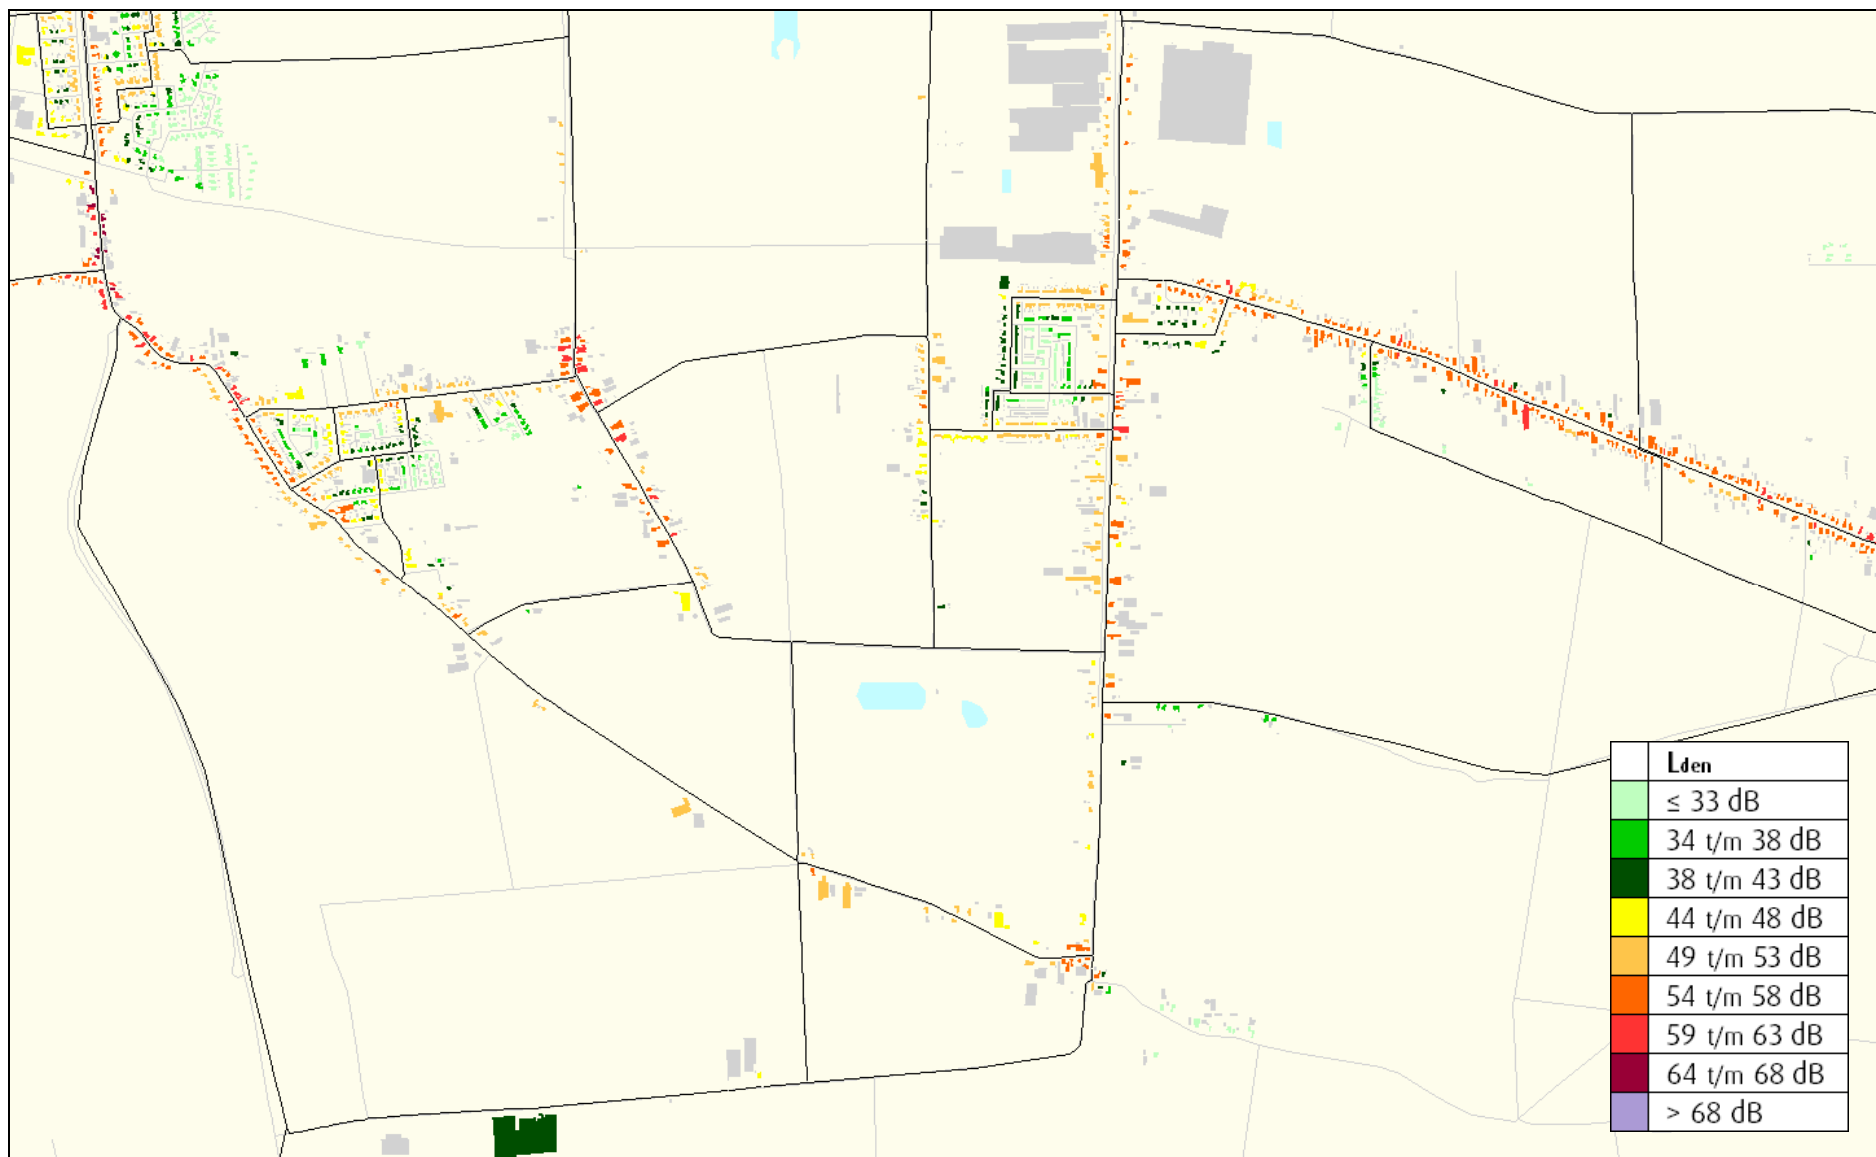 Lden
≤ 33 dB
34 t/m 38 dB
38 t/m 43 dB
44 t/m 48 dB
49 t/m 53 dB
54 t/m 58 dB
59 t/m 63 dB
64 t/m 68 dB
> 68 dB